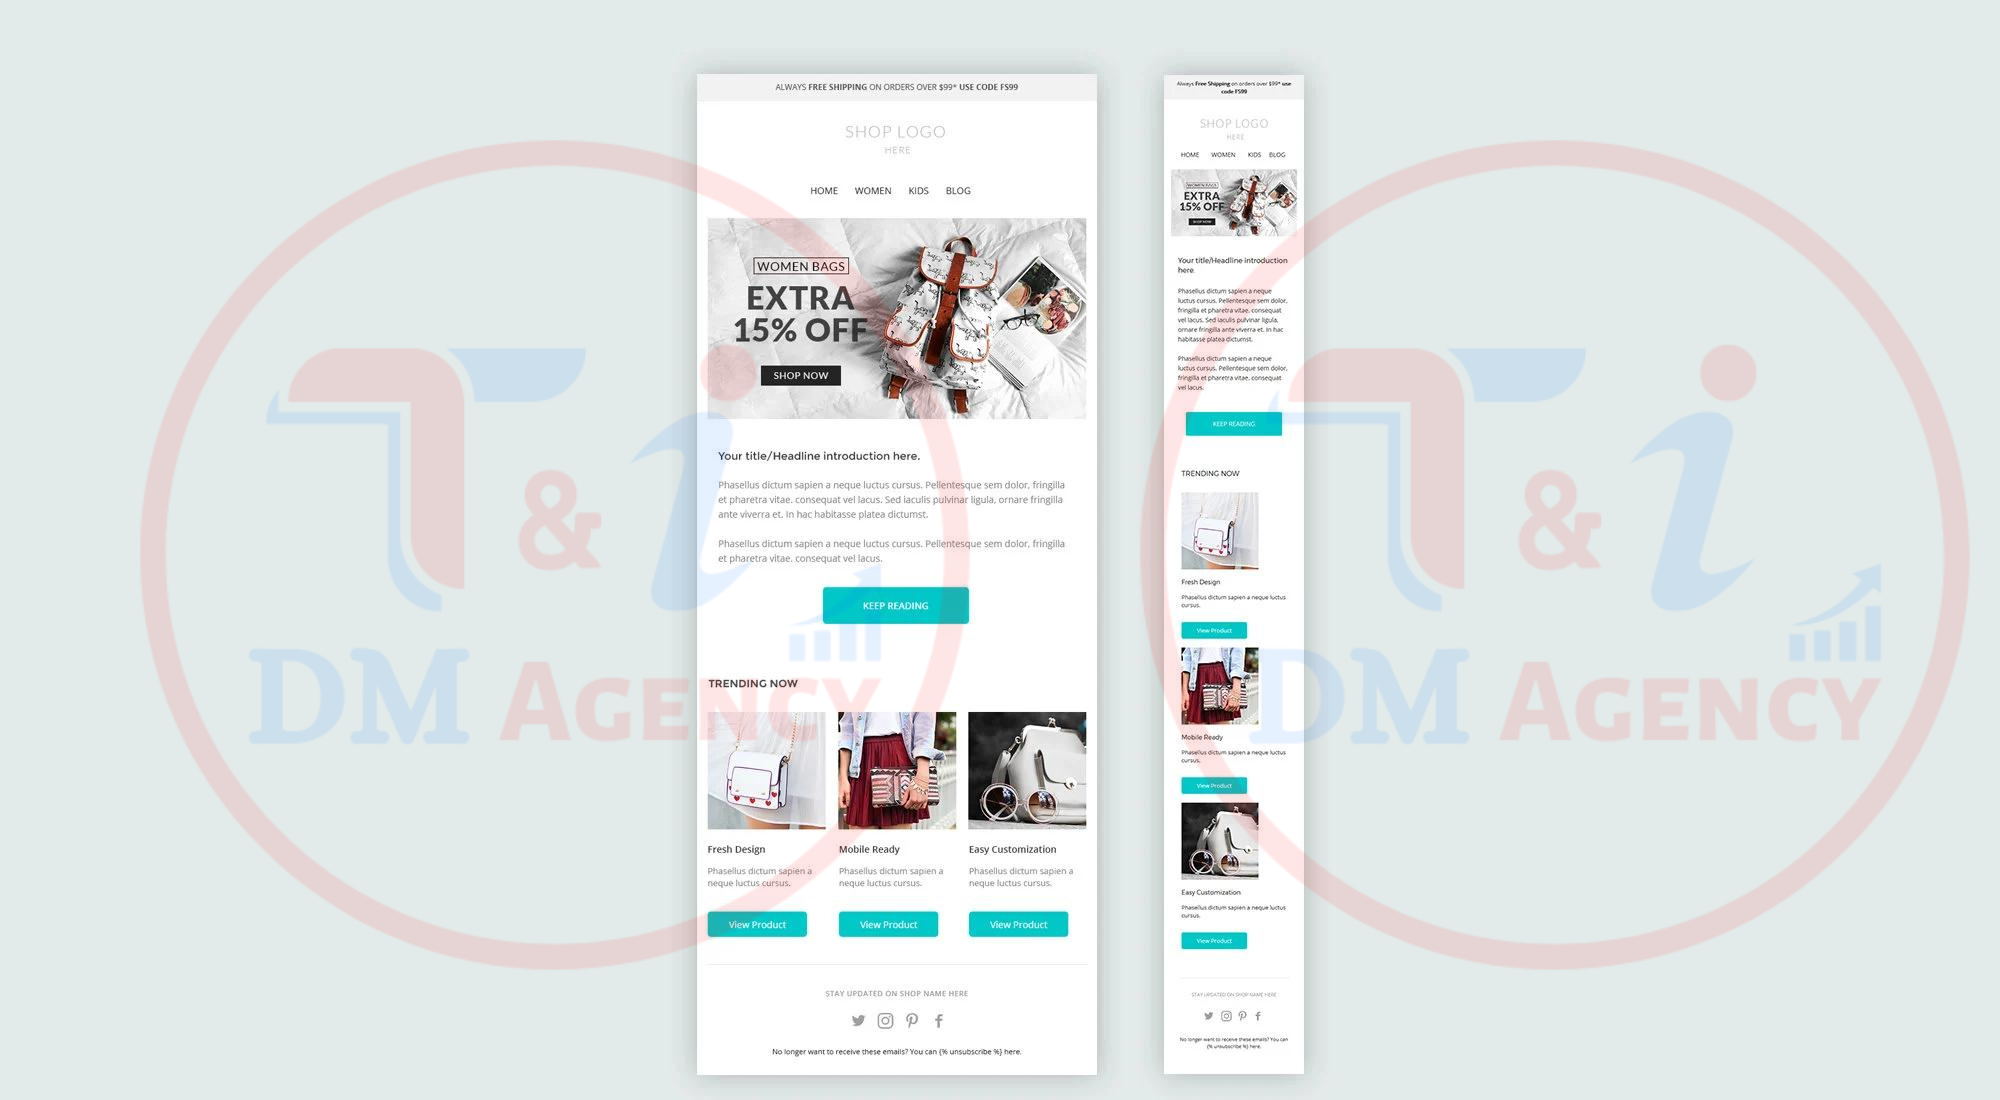 ALWAYS FREE SHIPPING ON ORDERS OVER $99* USE CODE FS99
SHOP LOGO
HERE
HOME WOMEN KIDS BLOG
WOMEN BAGS
EXTRA
15% OFF
SHOP NOW
Your title/Headline introduction here.
Phasellus dictum sapien a neque luctus cursus. Pellentesque sem dolor, fringilla
et pharetra vitae. consequat vel lacus. Sed iaculis pulvinar ligula, ornare fringilla
ante viverra et. In hac habitasse platea dictumst.
Phasellus dictum sapien a neque luctus cursus. Pellentesque sem dolor, fringilla
et pharetra vitae. consequat vel lacus.
KEEP READING
TRENDING NOW
Fresh Design
Phasellus dictum sapien a
neque luctus cursus.
View Product
Mobile Ready
Phasellus dictum sapien a
neque luctus cursus.
View Product
Easy Customization
Phasellus dictum sapien a
neque luctus cursus.
View Product
STAY UPDATED ON SHOP NAME HERE
No longer want to receive these emails? You can {% unsubscribe %} here.
Always Free Shipping on orders over $99* use
code FS99
SHOP LOGO
HERE
HOME WOMEN KIDS BLOG
WOMEN BAGS
EXTRA
15% OFF
SHOP NOW
Your title/Headline introduction
here.
Phasellus dictum sapien a neque
luctus cursus. Pellentesque sem dolor,
fringilla et pharetra vitae. consequat
vel lacus. Sed iaculis pulvinar ligula,
ornare fringilla ante viverra et. In hac
habitasse platea dictumst.
Phasellus dictum sapien a neque
luctus cursus. Pellentesque sem dolor,
fringilla et pharetra vitae. consequat
vel lacus.
KEEP READING
TRENDING NOW
Fresh Design
Phasellus dictum sapien a neque luctus
cursus.
View Product
Mobile Ready
Phasellus dictum sapien a neque luctus
cursus.
View Product
Easy Customization
Phasellus dictum sapien a neque luctus
cursus.
View Product
STAY UPDATED ON SHOP NAME HERE
No longer want to receive these emails? You can
{% unsubscribe %} here.
T&i
DM AGENCY
T&i
DM AGENCY